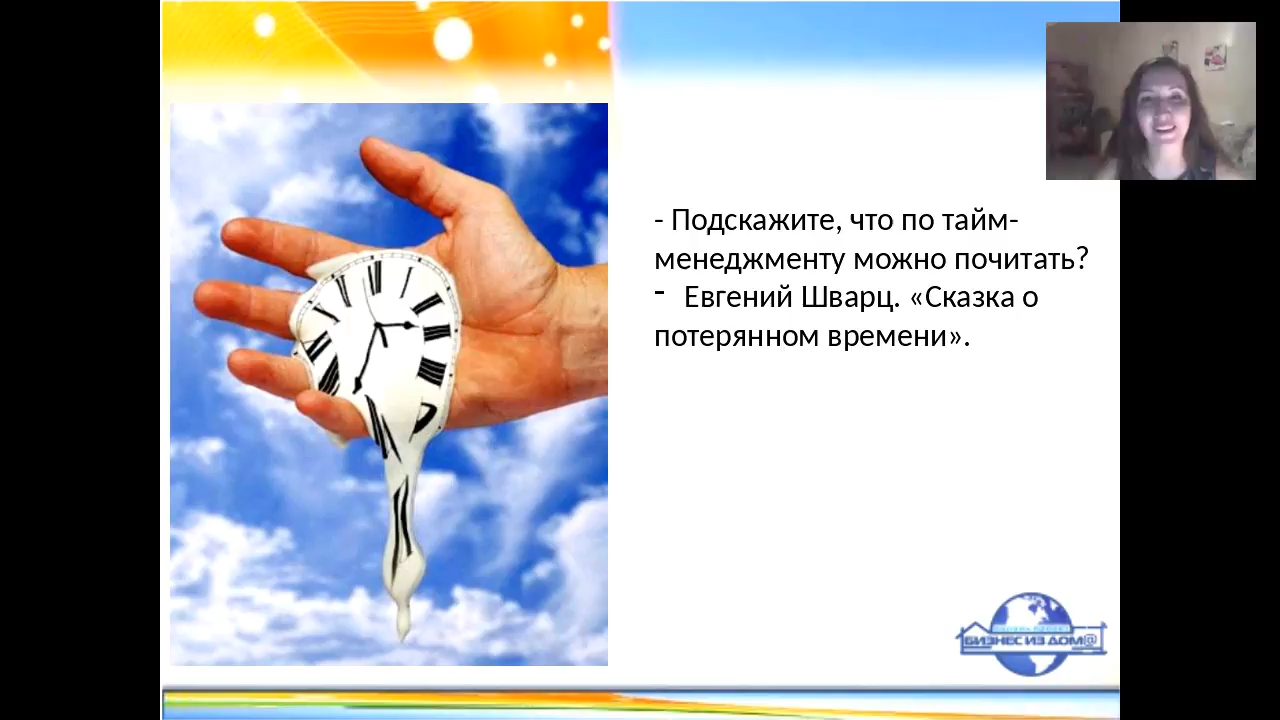 - Подскажите, что по тайм-
менеджменту можно почитать?
- Евгений Шварц. «Сказка о
потерянном времени».
БИЗНЕС ИЗ ДОМ@